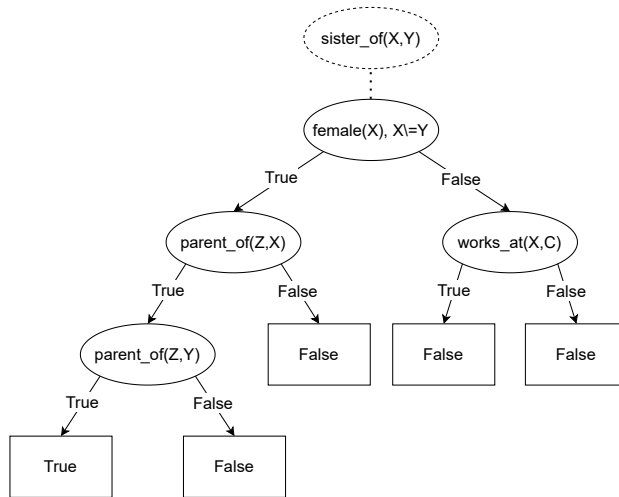 sister_of(X,Y)
female(X), X\=Y
True
False
parent_of(Z,X)
works_at(X,C)
True
False
True
False
parent_of(Z,Y)
False
False
False
True
False
True
False